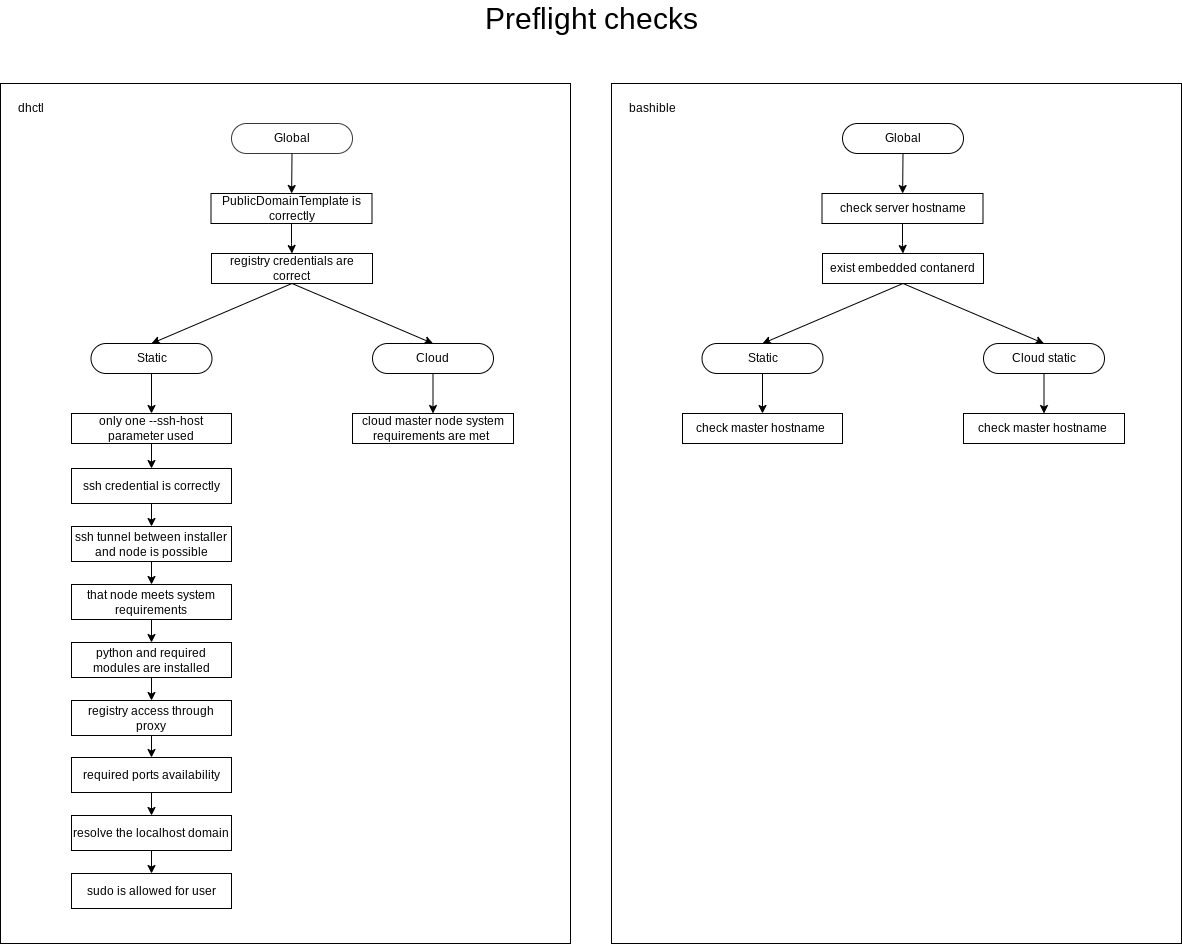 Preflight checks
dhctl
Global
PublicDomainTemplate is
correctly
registry credentials are
correct
Static
Cloud
only one --ssh-host
parameter used
cloud master node system
requirements are met
ssh credential is correctly
ssh tunnel between installer
and node is possible
that node meets system
requirements
python and required
modules are installed
registry access through
proxy
required ports availability
resolve the localhost domain
sudo is allowed for user
bashible
Global
check server hostname
exist embedded contanerd
Static
Cloud static
check master hostname
check master hostname